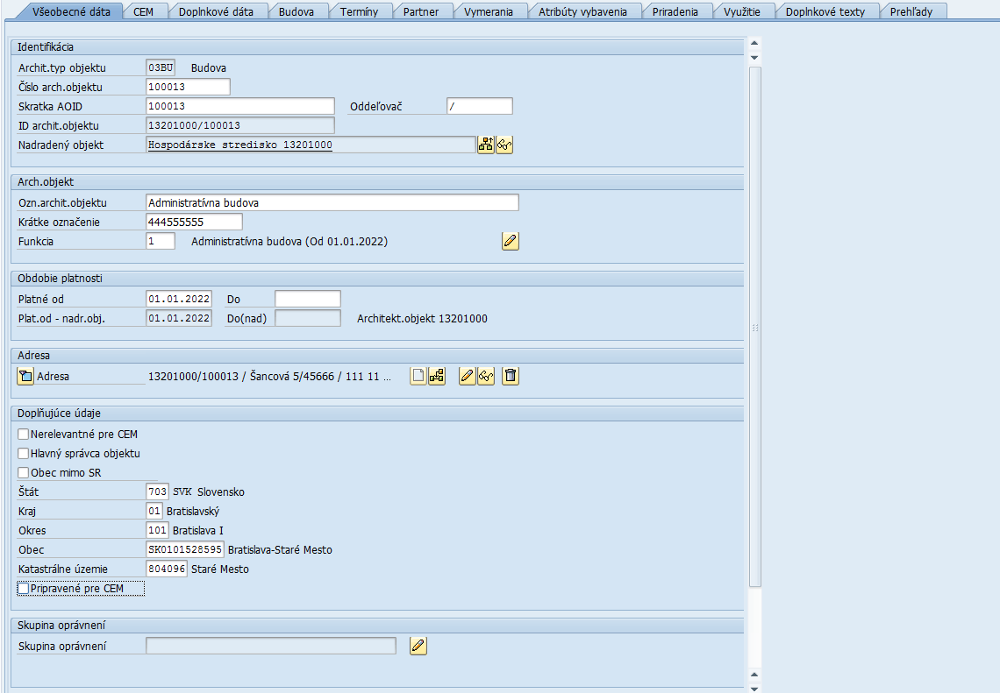 Všeobecné dáta CEM Doplnkové dáta Budova Termíny Partner Vymerania Atribúty vybavenia Priradenia Využitie Doplnkové texty Prehľady
Identifikácia
Archit.typ objektu 03BU Budova
Číslo arch.objektu 100013
Skratka AOID 100013 Oddeľovač /
ID archit.objektu 13201000/100013
Nadradený objekt Hospodárske stredisko 13201000
Arch.objekt
Ozn.archit.objektu Administratívna budova
Krátke označenie 444555555
Funkcia 1 Administratívna budova (Od 01.01.2022)
Obdobie platnosti
Platné od 01.01.2022 Do
Plat.od - nadr.obj. 01.01.2022 Do(nad) Architekt.objekt 13201000
Adresa
Adresa 13201000/100013 / Šancová 5/45666 / 111 11 ...
Doplňujúce údaje
Nerelevantné pre CEM
Hlavný správca objektu
Obec mimo SR
Štát 703 SVK Slovensko
Kraj 01 Bratislavský
Okres 101 Bratislava I
Obec SK0101528595 Bratislava-Staré Mesto
Katastrálne územie 804096 Staré Mesto
Pripravené pre CEM
Skupina oprávnení
Skupina oprávnení